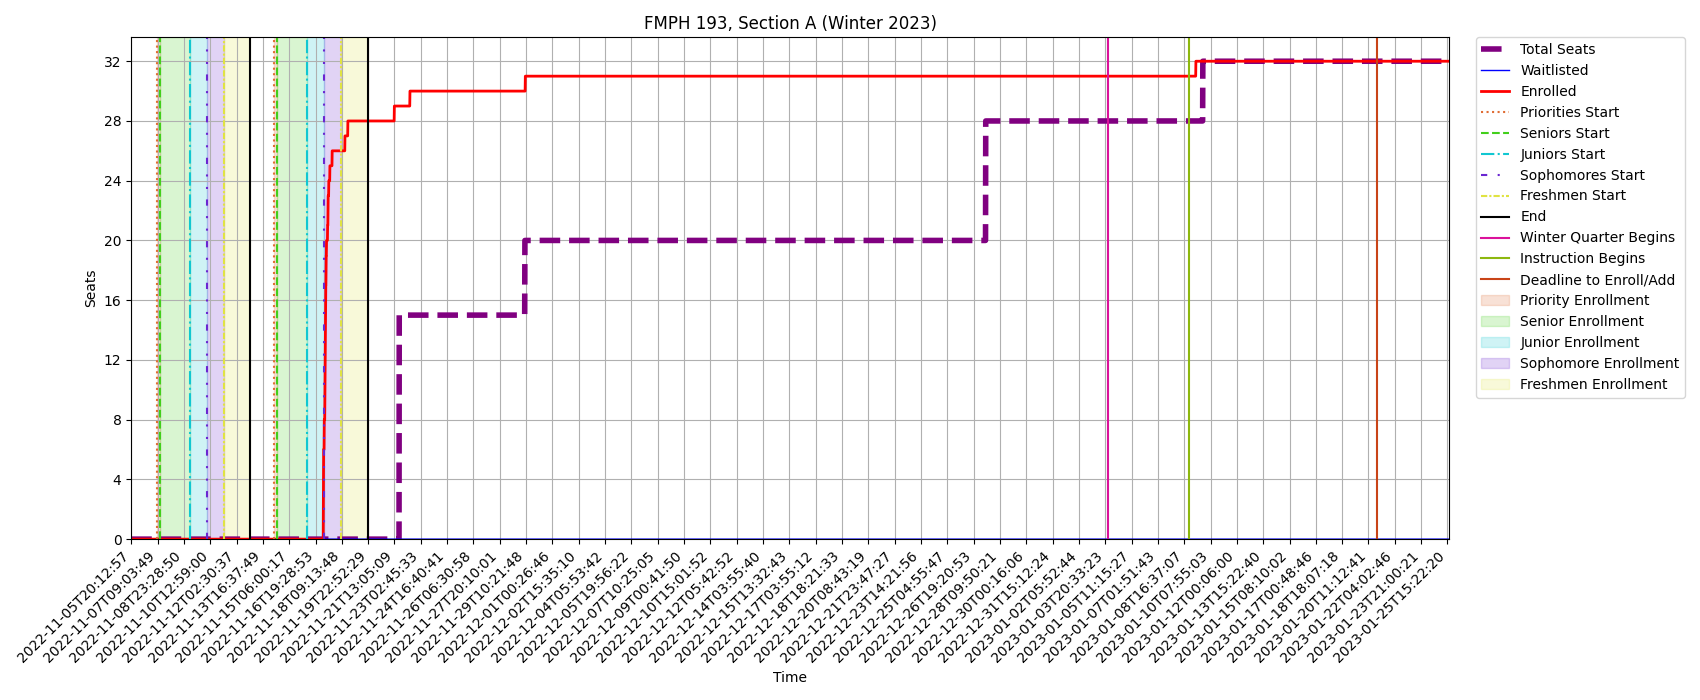 FMPH 193, Section A (Winter 2023)
Seats
32
28
24
20
16
12
8
4
0
2022-11-05T20:12:57
2022-11-07T09:03:49
2022-11-08T23:28:50
2022-11-10T12:59:00
2022-11-12T02:30:37
2022-11-13T16:37:49
2022-11-15T06:00:17
2022-11-16T19:28:53
2022-11-18T09:13:48
2022-11-19T22:52:29
2022-11-21T13:05:09
2022-11-23T02:45:33
2022-11-24T16:40:41
2022-11-26T06:30:58
2022-11-27T20:10:01
2022-11-29T10:21:48
2022-12-01T00:26:46
2022-12-02T15:35:10
2022-12-04T05:53:42
2022-12-05T19:56:22
2022-12-07T10:25:05
2022-12-09T00:41:50
2022-12-10T15:01:52
2022-12-12T05:42:52
2022-12-14T03:55:40
2022-12-15T13:32:43
2022-12-17T03:55:12
2022-12-18T18:21:33
2022-12-20T08:43:19
2022-12-21T23:47:27
2022-12-23T14:21:56
2022-12-25T04:55:47
2022-12-26T19:20:53
2022-12-28T09:50:21
2022-12-30T00:16:06
2022-12-31T15:12:24
2023-01-02T05:52:44
2023-01-03T20:33:23
2023-01-05T11:15:27
2023-01-07T01:51:43
2023-01-08T16:37:07
2023-01-10T07:55:03
2023-01-12T00:06:00
2023-01-13T15:22:40
2023-01-15T08:10:02
2023-01-17T00:48:46
2023-01-18T18:07:18
2023-01-20T11:12:41
2023-01-22T04:02:46
2023-01-23T21:00:21
2023-01-25T15:22:20
Time
Total Seats
Waitlisted
Enrolled
Priorities Start
Seniors Start
Juniors Start
Sophomores Start
Freshmen Start
End
Winter Quarter Begins
Instruction Begins
Deadline to Enroll/Add
Priority Enrollment
Senior Enrollment
Junior Enrollment
Sophomore Enrollment
Freshmen Enrollment